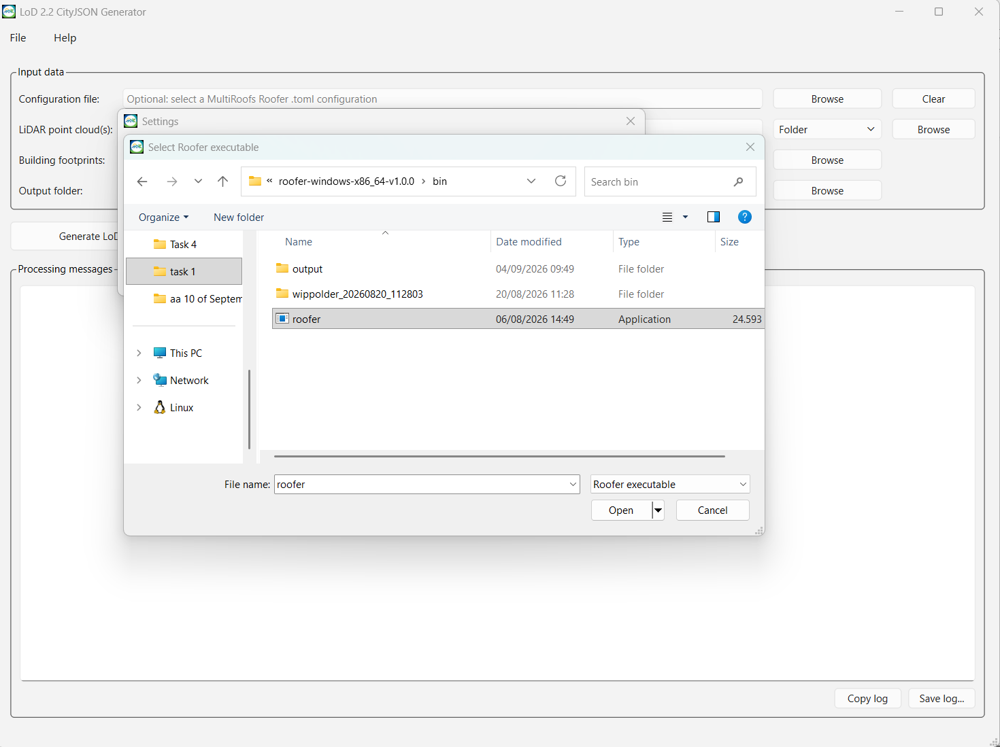 LoD 2.2 CityJSON Generator
File Help
Input data
Configuration file: Optional: select a MultiRoofs Roofer .toml configuration Browse Clear
LiDAR point cloud(s): Folder Browse
Building footprints: Browse
Output folder: Browse
Generate LoD
Processing messages
Settings
Select Roofer executable
« roofer-windows-x86_64-v1.0.0 › bin
Search bin
Organize New folder
?
Task 4
task 1
aa 10 of Septem
This PC
Network
Linux
Name Date modified Type Size
output 04/09/2026 09:49 File folder
wippolder_20260820_112803 20/08/2026 11:28 File folder
roofer 06/08/2026 14:49 Application 24.593
File name: roofer Roofer executable
Open Cancel
Copy log Save log...